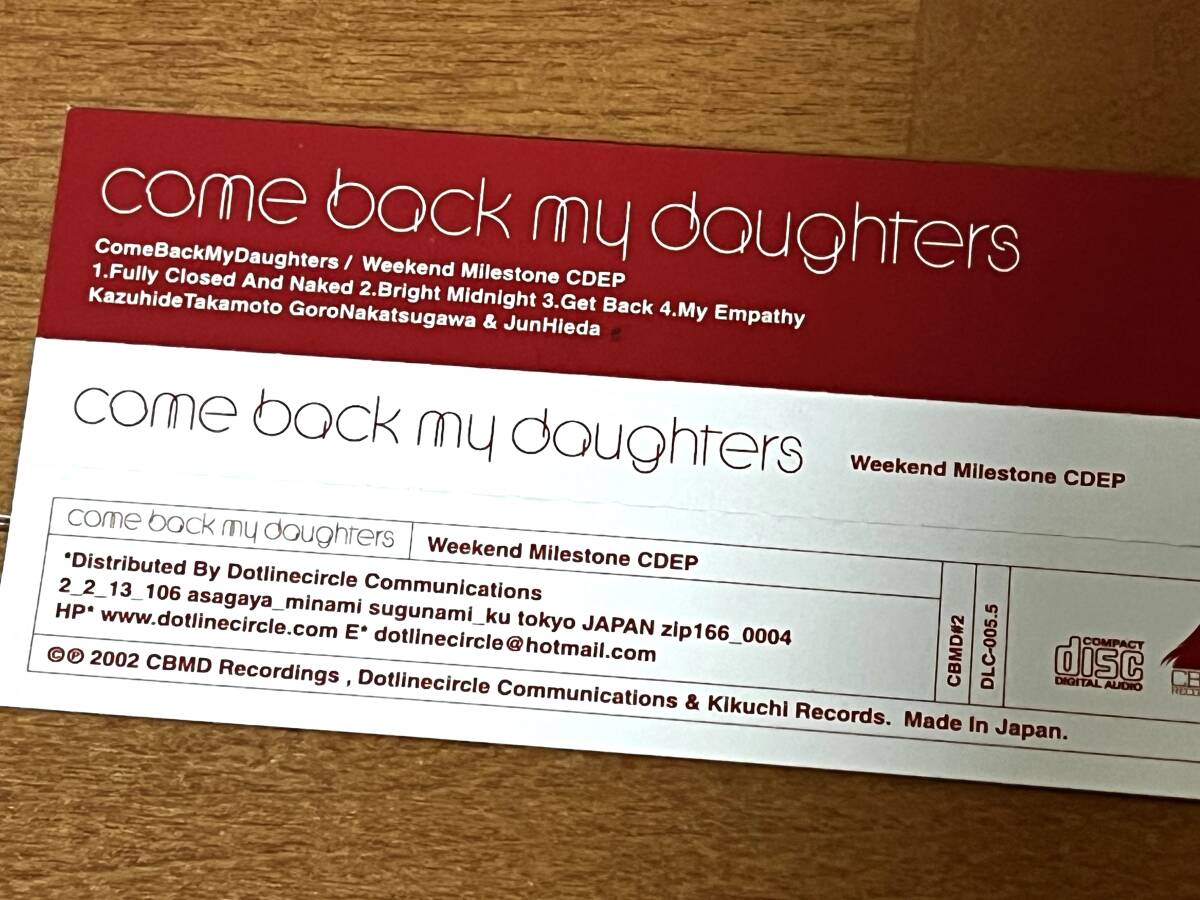 come back my daughters
ComeBackMyDaughters / Weekend Milestone CDEP
1.Fully Closed And Naked 2.Bright Midnight 3.Get Back 4.My Empathy
KazuhideTakamoto GoroNakatsugawa & JunHieda
come back my daughters Weekend Milestone CDEP
come back my daughters Weekend Milestone CDEP
*Distributed By Dotlinecircle Communications
2_2_13_106 asagaya_minami sugunami_ku tokyo JAPAN zip166_0004
HP* www.dotlinecircle.com E* dotlinecircle@hotmail.com
CBMD#2
DLC-005.5
COMPACT
disc
DIGITAL AUDIO
©℗ 2002 CBMD Recordings , Dotlinecircle Communications & Kikuchi Records. Made In Japan.